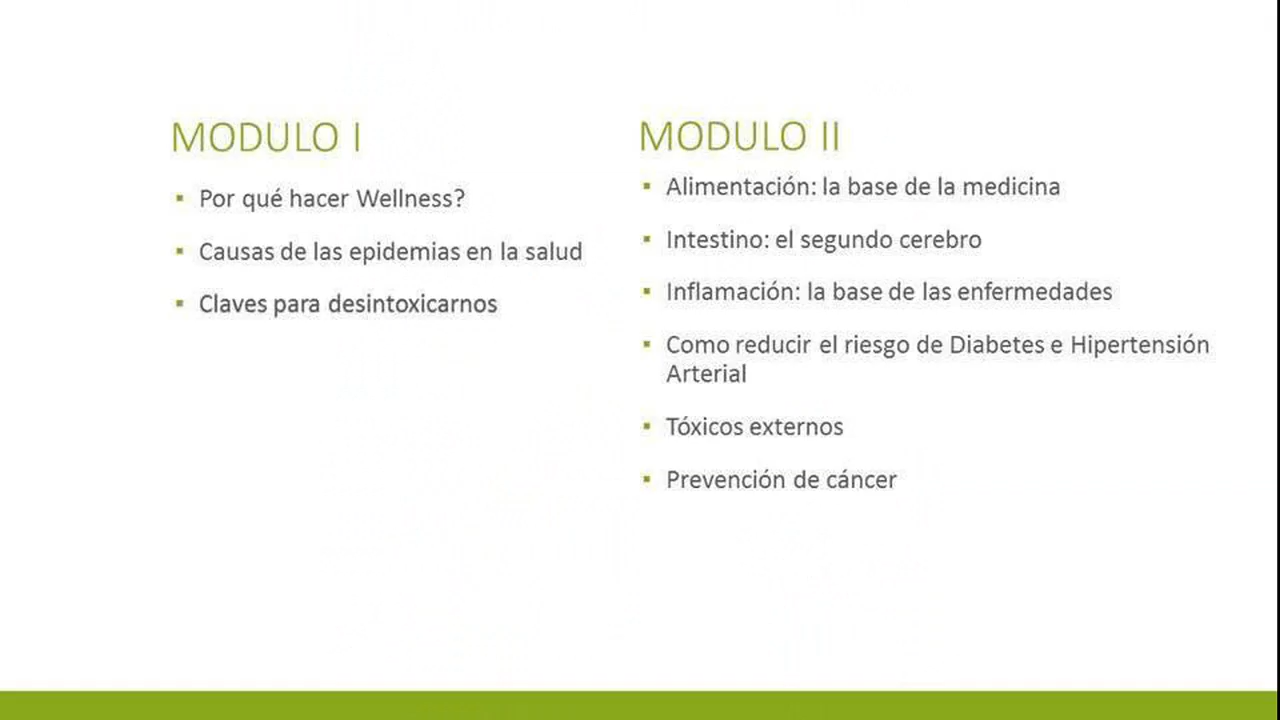 MODULO I
Por qué hacer Wellness?
Causas de las epidemias en la salud
Claves para desintoxicarnos
MODULO II
Alimentación: la base de la medicina
Intestino: el segundo cerebro
Inflamación: la base de las enfermedades
Como reducir el riesgo de Diabetes e Hipertensión
Arterial
Tóxicos externos
Prevención de cáncer